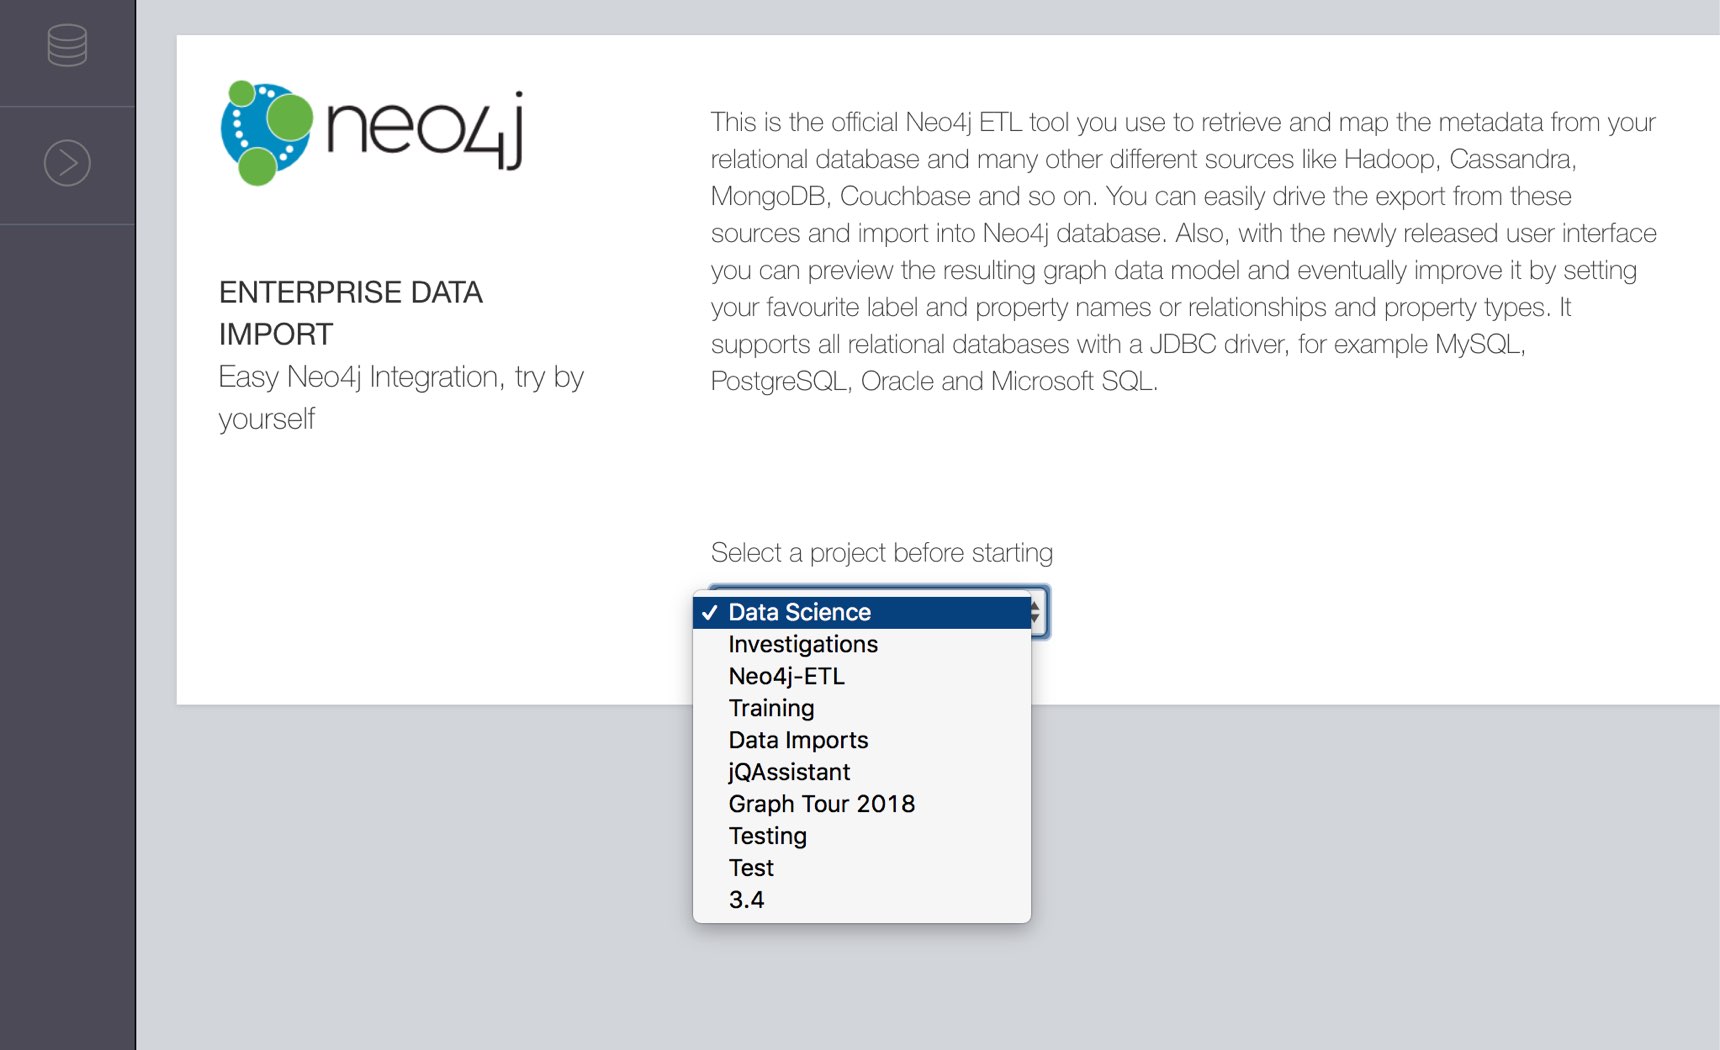 neo4j
ENTERPRISE DATA
IMPORT
Easy Neo4j Integration, try by
yourself
This is the official Neo4j ETL tool you use to retrieve and map the metadata from your
relational database and many other different sources like Hadoop, Cassandra,
MongoDB, Couchbase and so on. You can easily drive the export from these
sources and import into Neo4j database. Also, with the newly released user interface
you can preview the resulting graph data model and eventually improve it by setting
your favourite label and property names or relationships and property types. It
supports all relational databases with a JDBC driver, for example MySQL,
PostgreSQL, Oracle and Microsoft SQL.
Select a project before starting
✓ Data Science
Investigations
Neo4j-ETL
Training
Data Imports
jQAssistant
Graph Tour 2018
Testing
Test
3.4